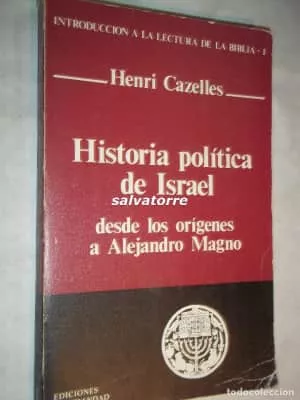 INTRODUCCION A LA LECTURA DE LA BIBLIA - 1
Henri Cazelles
Historia política
de Israel
salvatorre
desde los orígenes
a Alejandro Magno
EDICIONES
todocoleccion